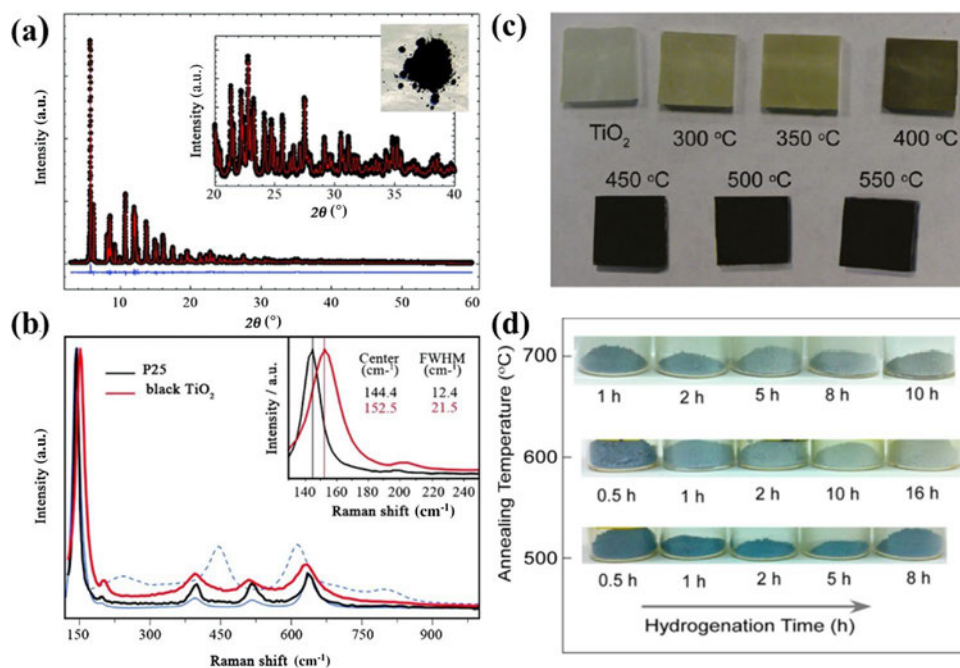 (a)
Intensity (a.u.)
Intensity (a.u.)
20 25 30 35 40
2θ (°)
10 20 30 40 50 60
2θ (°)
(b)
P25
black TiO₂
Intensity (a.u.)
Intensity / a.u.
Center FWHM
(cm-1) (cm-1)
144.4 12.4
152.5 21.5
140 160 180 200 220 240
Raman shift (cm-1)
150 300 450 600 750 900
Raman shift (cm-1)
(c)
TiO₂ 300 °C 350 °C 400 °C
450 °C 500 °C 550 °C
(d)
Annealing Temperature (°C)
700
1 h 2 h 5 h 8 h 10 h
600
0.5 h 1 h 2 h 10 h 16 h
500
0.5 h 1 h 2 h 5 h 8 h
Hydrogenation Time (h)